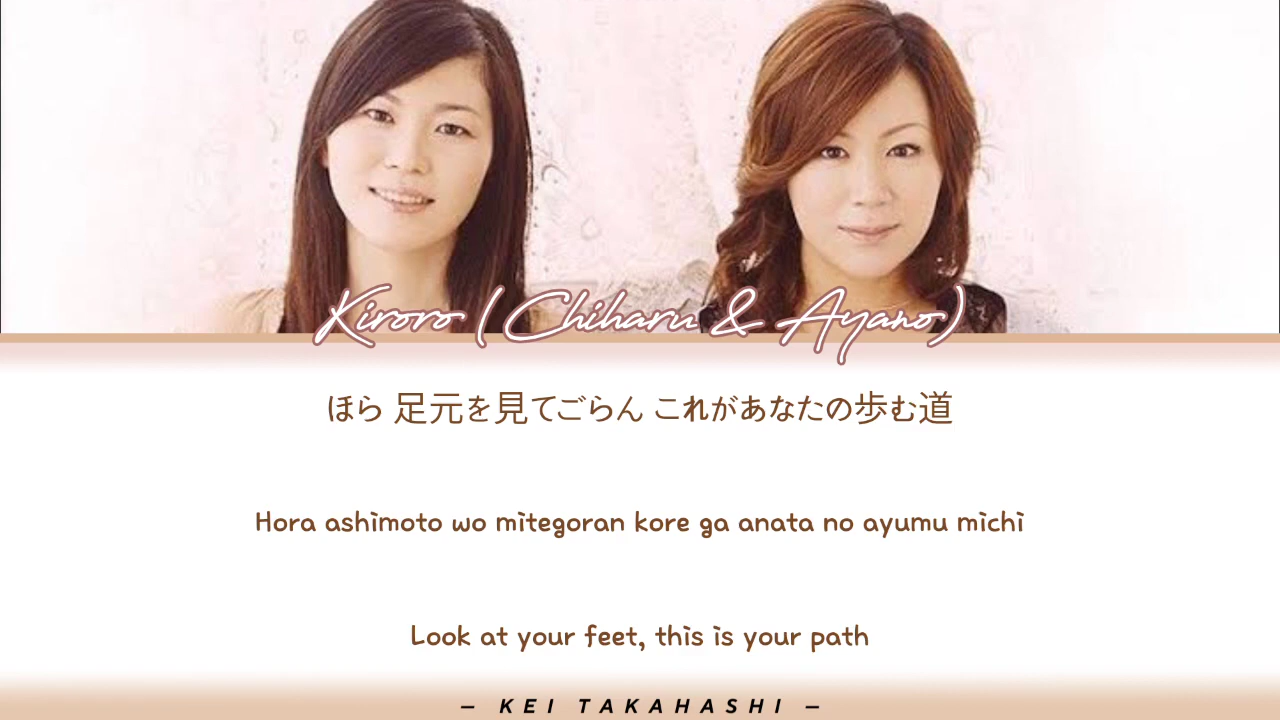 Kiroro (Chiharu & Ayano)
ほら 足元を見てごらん これがあなたの歩む道
Hora ashimoto wo mitegoran kore ga anata no ayumu michi
Look at your feet, this is your path
– KEI TAKAHASHI –